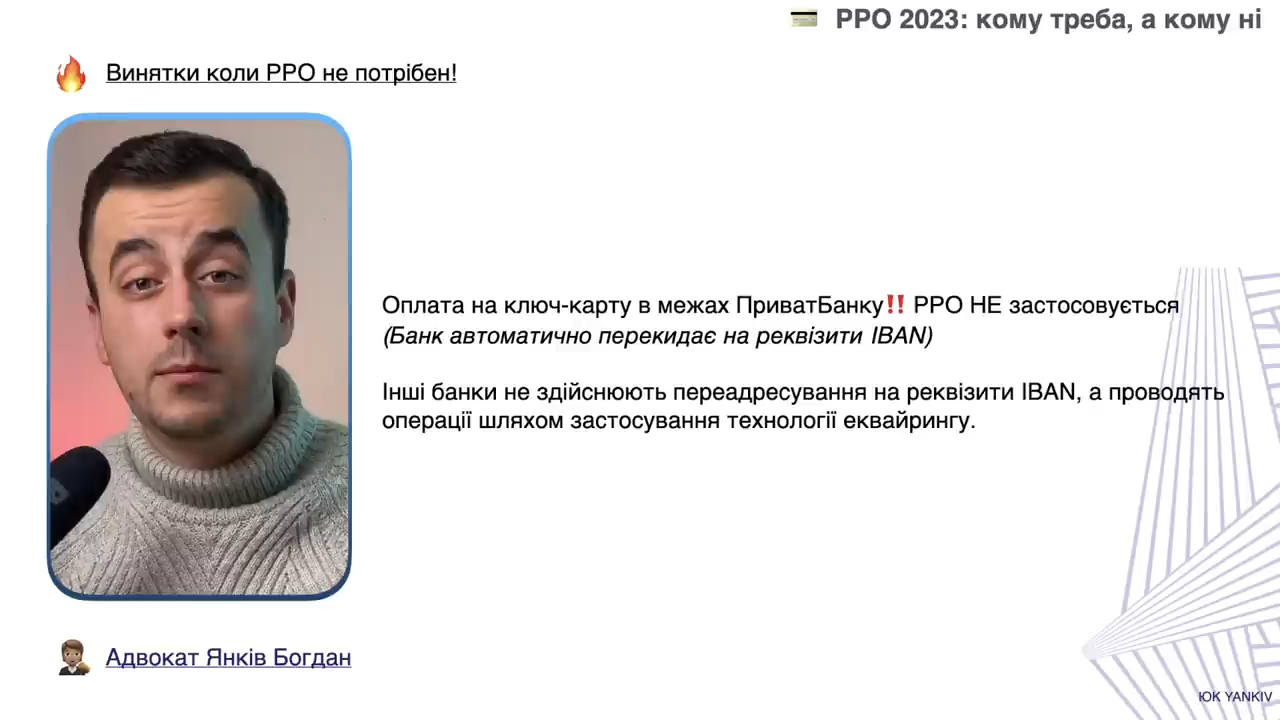 РРО 2023: кому треба, а кому ні
Винятки коли РРО не потрібен!
Оплата на ключ-карту в межах ПриватБанку‼️ РРО НЕ застосовується
(Банк автоматично перекидає на реквізити IBAN)
Інші банки не здійснюють переадресування на реквізити IBAN, а проводять
операції шляхом застосування технології еквайрингу.
Адвокат Янків Богдан
ЮК YANKIV